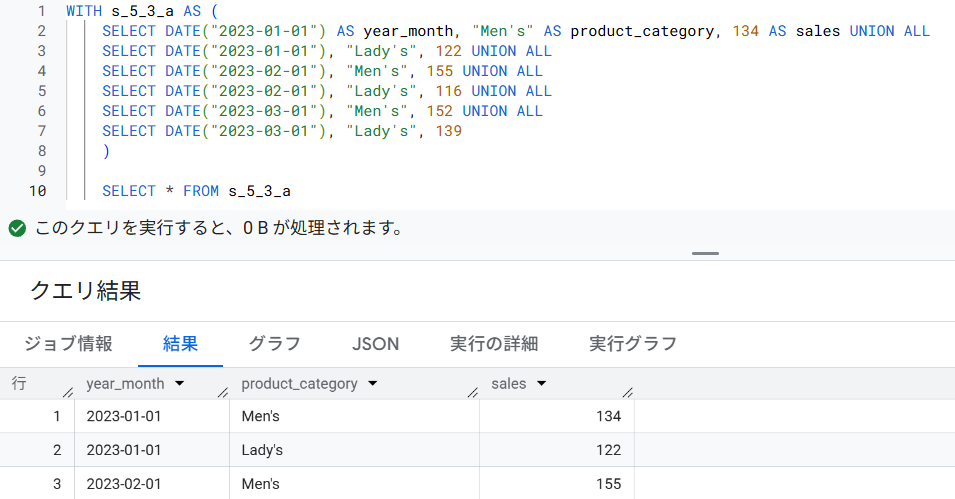 1 WITH s_5_3_a AS (
2 SELECT DATE("2023-01-01") AS year_month, "Men's" AS product_category, 134 AS sales UNION ALL
3 SELECT DATE("2023-01-01"), "Lady's", 122 UNION ALL
4 SELECT DATE("2023-02-01"), "Men's", 155 UNION ALL
5 SELECT DATE("2023-02-01"), "Lady's", 116 UNION ALL
6 SELECT DATE("2023-03-01"), "Men's", 152 UNION ALL
7 SELECT DATE("2023-03-01"), "Lady's", 139
8 )
9
10 SELECT * FROM s_5_3_a
このクエリを実行すると、0 B が処理されます。
クエリ結果
ジョブ情報 結果 グラフ JSON 実行の詳細 実行グラフ
行 year_month product_category sales
1 2023-01-01 Men's 134
2 2023-01-01 Lady's 122
3 2023-02-01 Men's 155